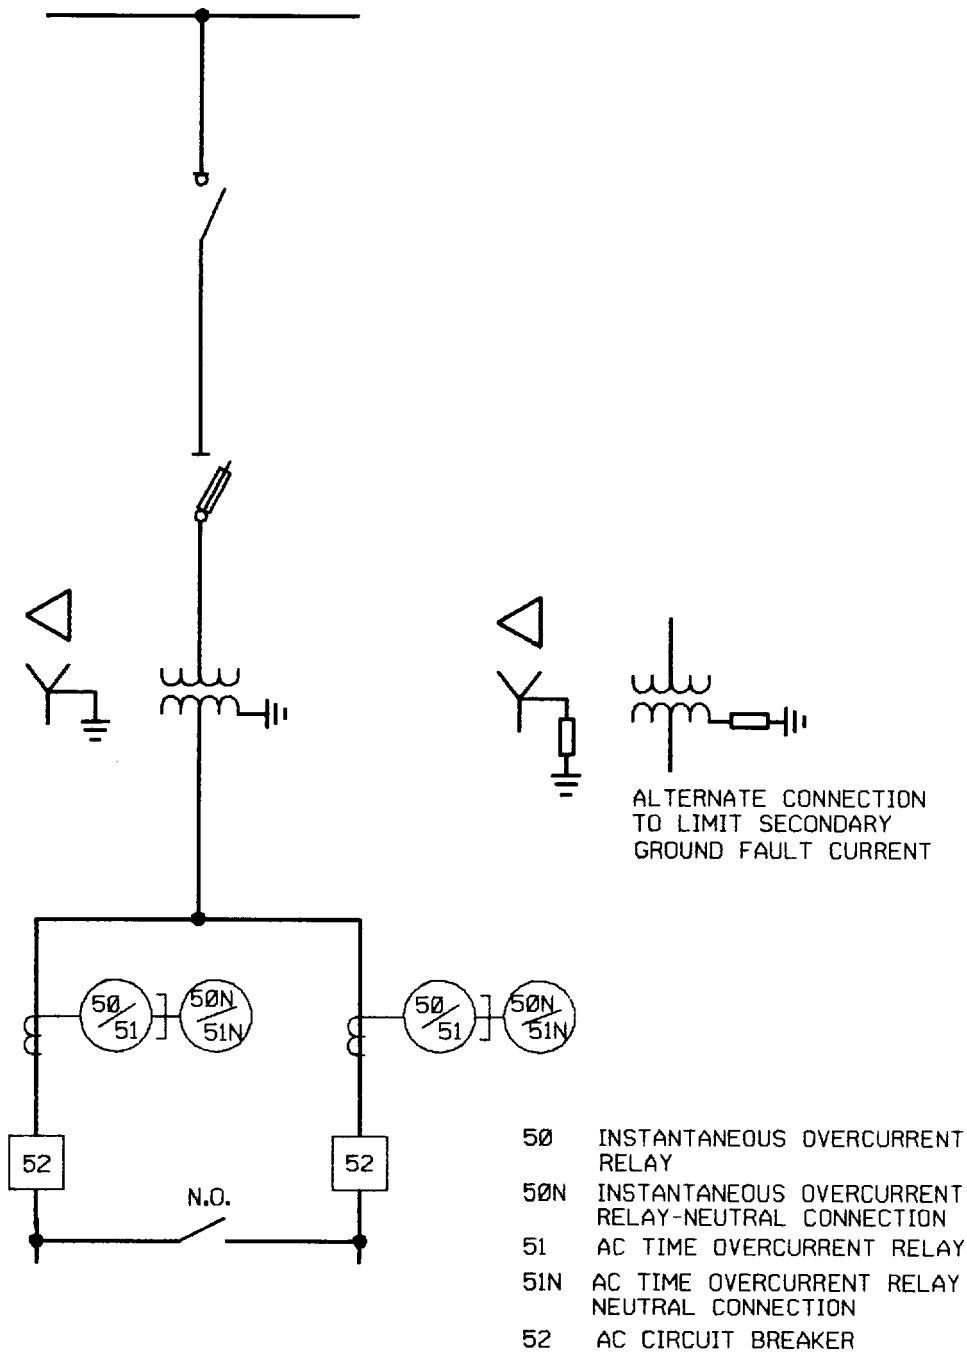 ALTERNATE CONNECTION
TO LIMIT SECONDARY
GROUND FAULT CURRENT
50
51
50N
51N
50
51
50N
51N
52
52
N.O.
50 INSTANTANEOUS OVERCURRENT
RELAY
50N INSTANTANEOUS OVERCURRENT
RELAY-NEUTRAL CONNECTION
51 AC TIME OVERCURRENT RELAY
51N AC TIME OVERCURRENT RELAY
NEUTRAL CONNECTION
52 AC CIRCUIT BREAKER